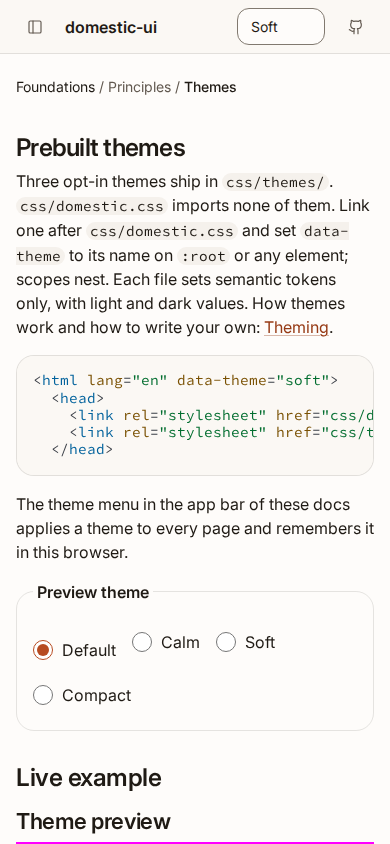 domestic-ui
Soft
Foundations / Principles / Themes
Prebuilt themes
Three opt-in themes ship in css/themes/.
css/domestic.css imports none of them. Link
one after css/domestic.css and set data-
theme to its name on :root or any element;
scopes nest. Each file sets semantic tokens
only, with light and dark values. How themes
work and how to write your own: Theming.
<html lang="en" data-theme="soft">
<head>
<link rel="stylesheet" href="css/d
<link rel="stylesheet" href="css/t
</head>
The theme menu in the app bar of these docs
applies a theme to every page and remembers it
in this browser.
Preview theme
Default Calm Soft
Compact
Live example
Theme preview